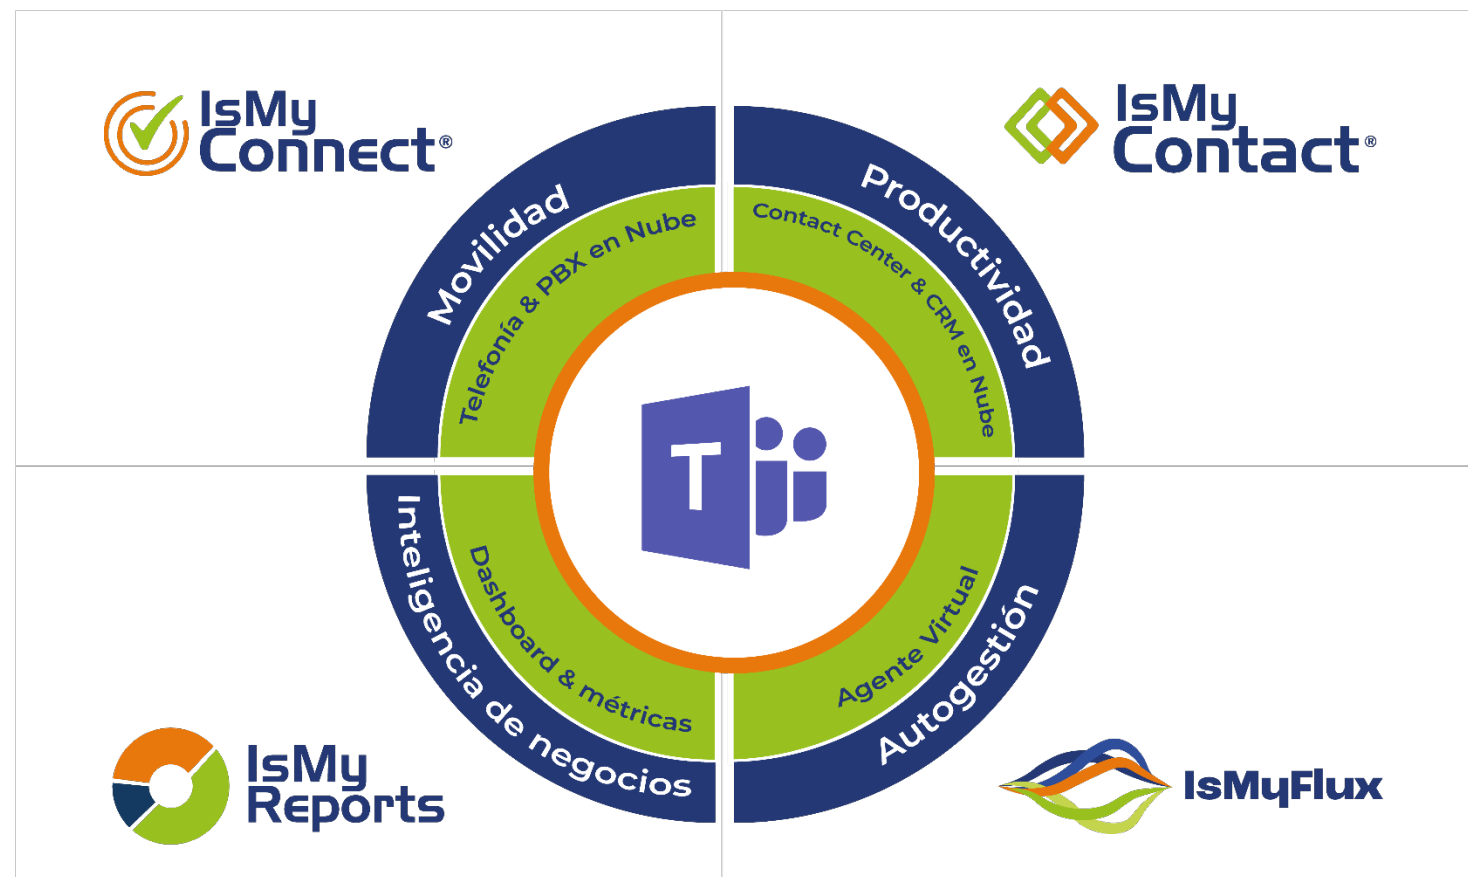 IsMy
Connect®
IsMy
Contact®
Movilidad
Telefonía & PBX en Nube
Productividad
Contact Center & CRM en Nube
T
Inteligencia de negocios
Dashboard & métricas
Autogestión
Agente Virtual
IsMy
Reports
IsMyFlux